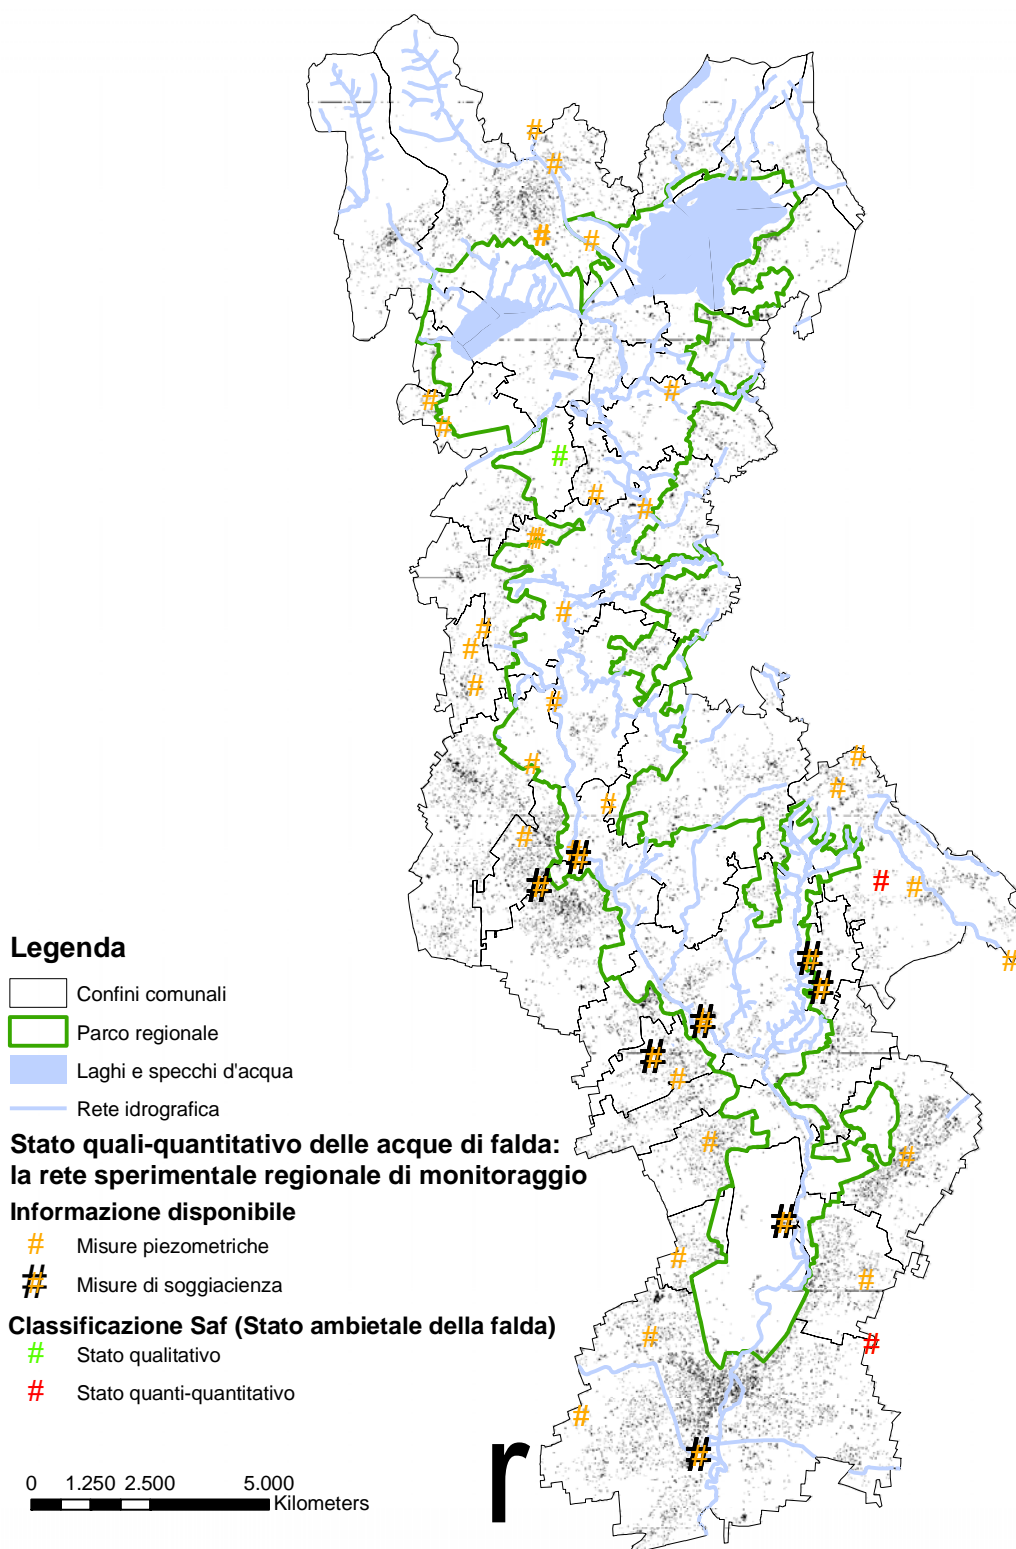 Legenda
Confini comunali
Parco regionale
Laghi e specchi d'acqua
Rete idrografica
Stato quali-quantitativo delle acque di falda:
la rete sperimentale regionale di monitoraggio
Informazione disponibile
# Misure piezometriche
# Misure di soggiacienza
Classificazione Saf (Stato ambietale della falda)
# Stato qualitativo
# Stato quanti-quantitativo
0 1.250 2.500 5.000
Kilometers
r